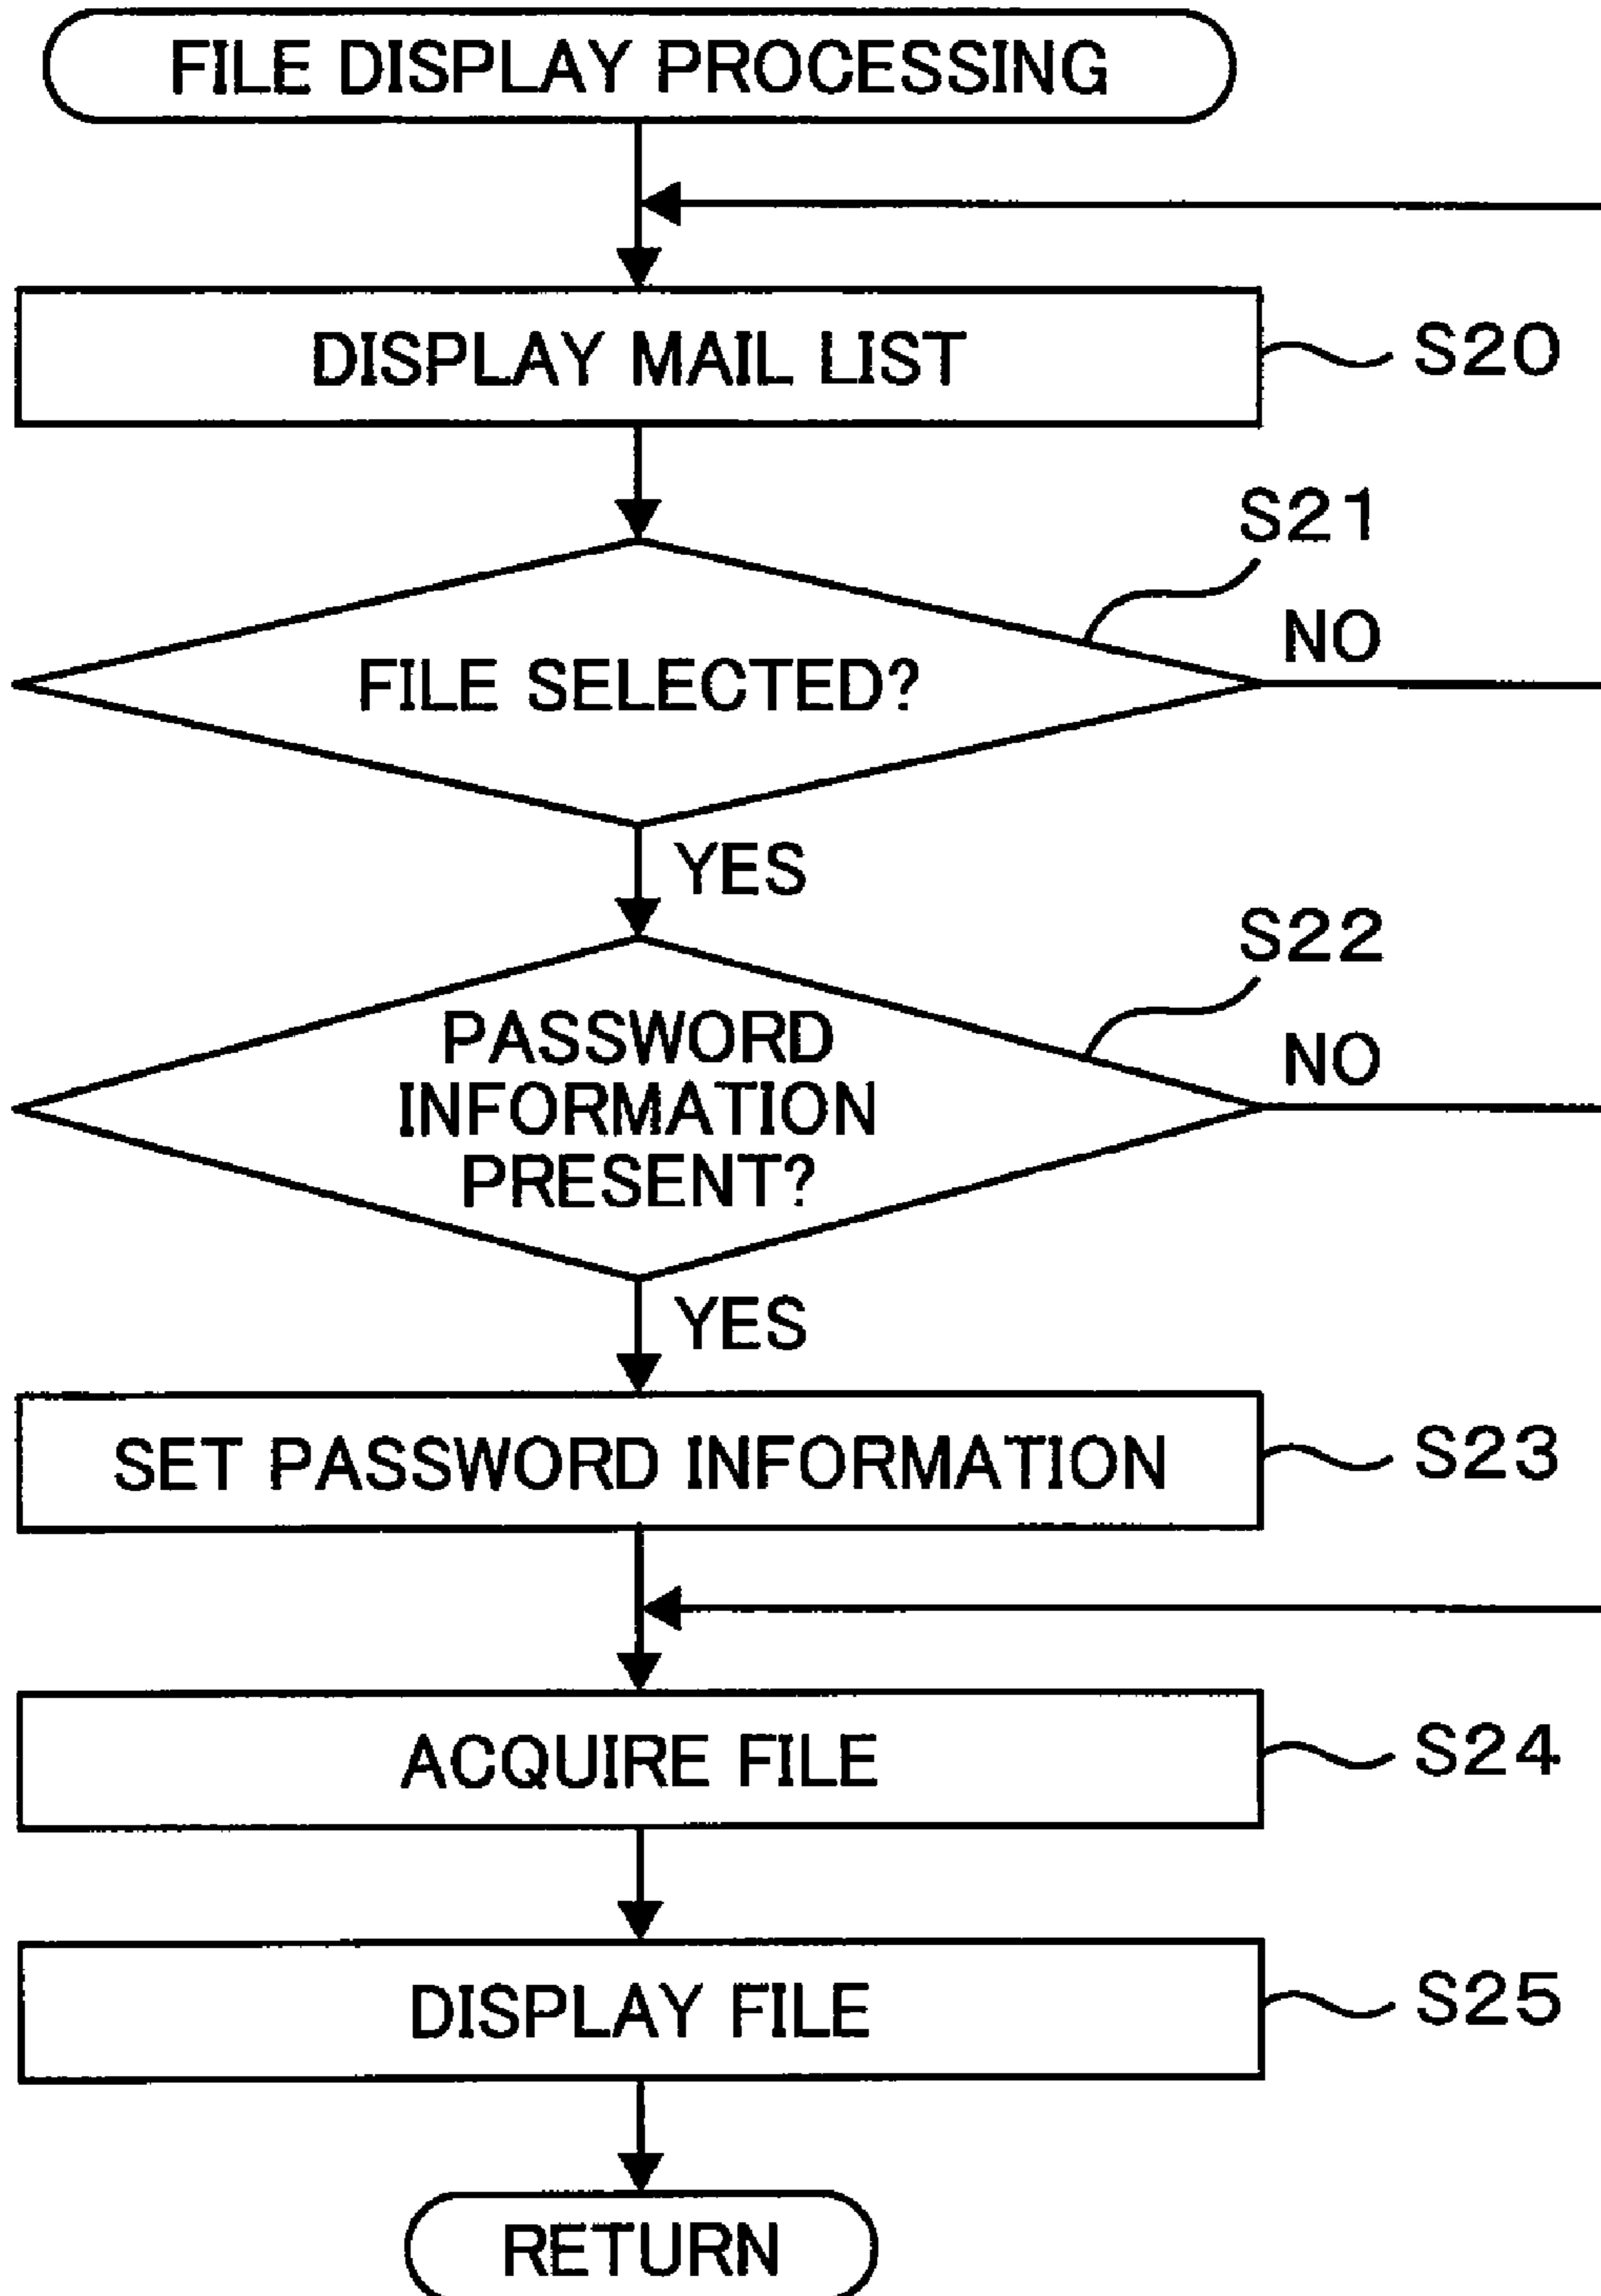 FILE DISPLAY PROCESSING
DISPLAY MAIL LIST
S20
S21
FILE SELECTED?
NO
YES
S22
PASSWORD
INFORMATION
PRESENT?
NO
YES
SET PASSWORD INFORMATION
S23
ACQUIRE FILE
S24
DISPLAY FILE
S25
RETURN